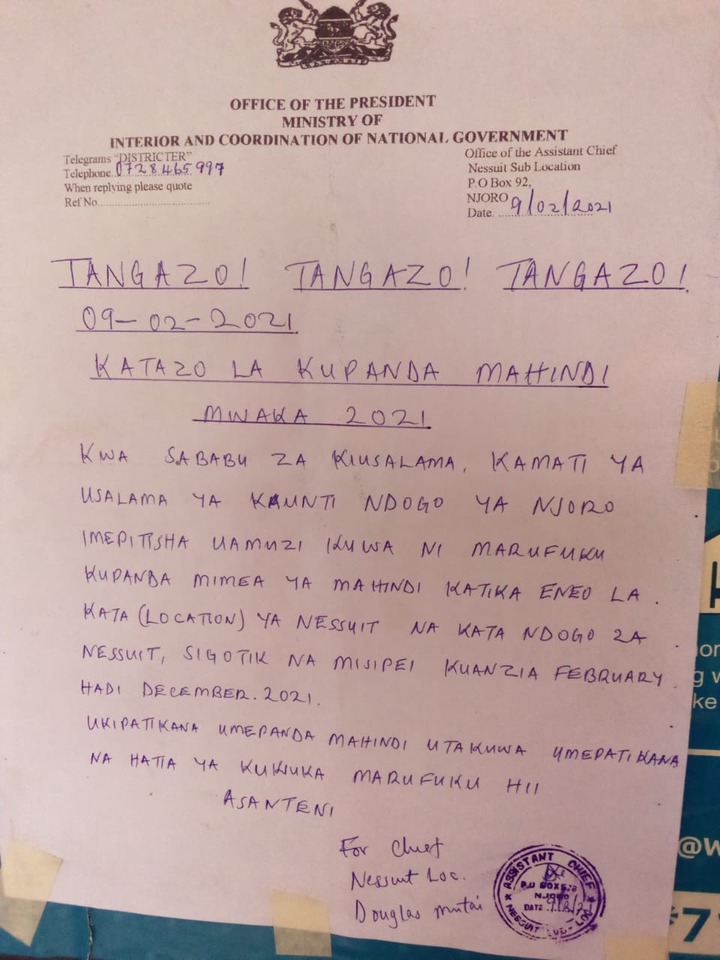 OFFICE OF THE PRESIDENT
MINISTRY OF
INTERIOR AND COORDINATION OF NATIONAL GOVERNMENT
Telegrams "DISTRICTER"
Telephone 0728465997
When replying please quote
Ref No
Office of the Assistant Chief
Nessuit Sub Location
P.O Box 92,
NJORO
Date 9/02/2021
TANGAZO! TANGAZO! TANGAZO!
09-02-2021
KATAZO LA KUPANDA MAHINDI
MWAKA 2021
KWA SABABU ZA KIUSALAMA, KAMATI YA
USALAMA YA KAUNTI NDOGO YA NJORO
IMEPITISHA UAMUZI KUWA NI MARUFUKU
KUPANDA MIMEA YA MAHINDI KATIKA ENEO LA
KATA (LOCATION) YA NESSUIT NA KATA NDOGO ZA
NESSUIT, SIGOTIK NA MISIPEI KUANZIA FEBRUARY
HADI DECEMBER. 2021.
UKIPATIKANA UMEPANDA MAHINDI UTAKUWA UMEPATIKANA
NA HATIA YA KUKIUKA MARUFUKU HII
ASANTENI
For Chief
Nessuit Loc.
Douglas Mutai
ASSISTANT CHIEF
P.O BOX
NJORO
DATE
NESSUIT SUB-LOC
@W
*7